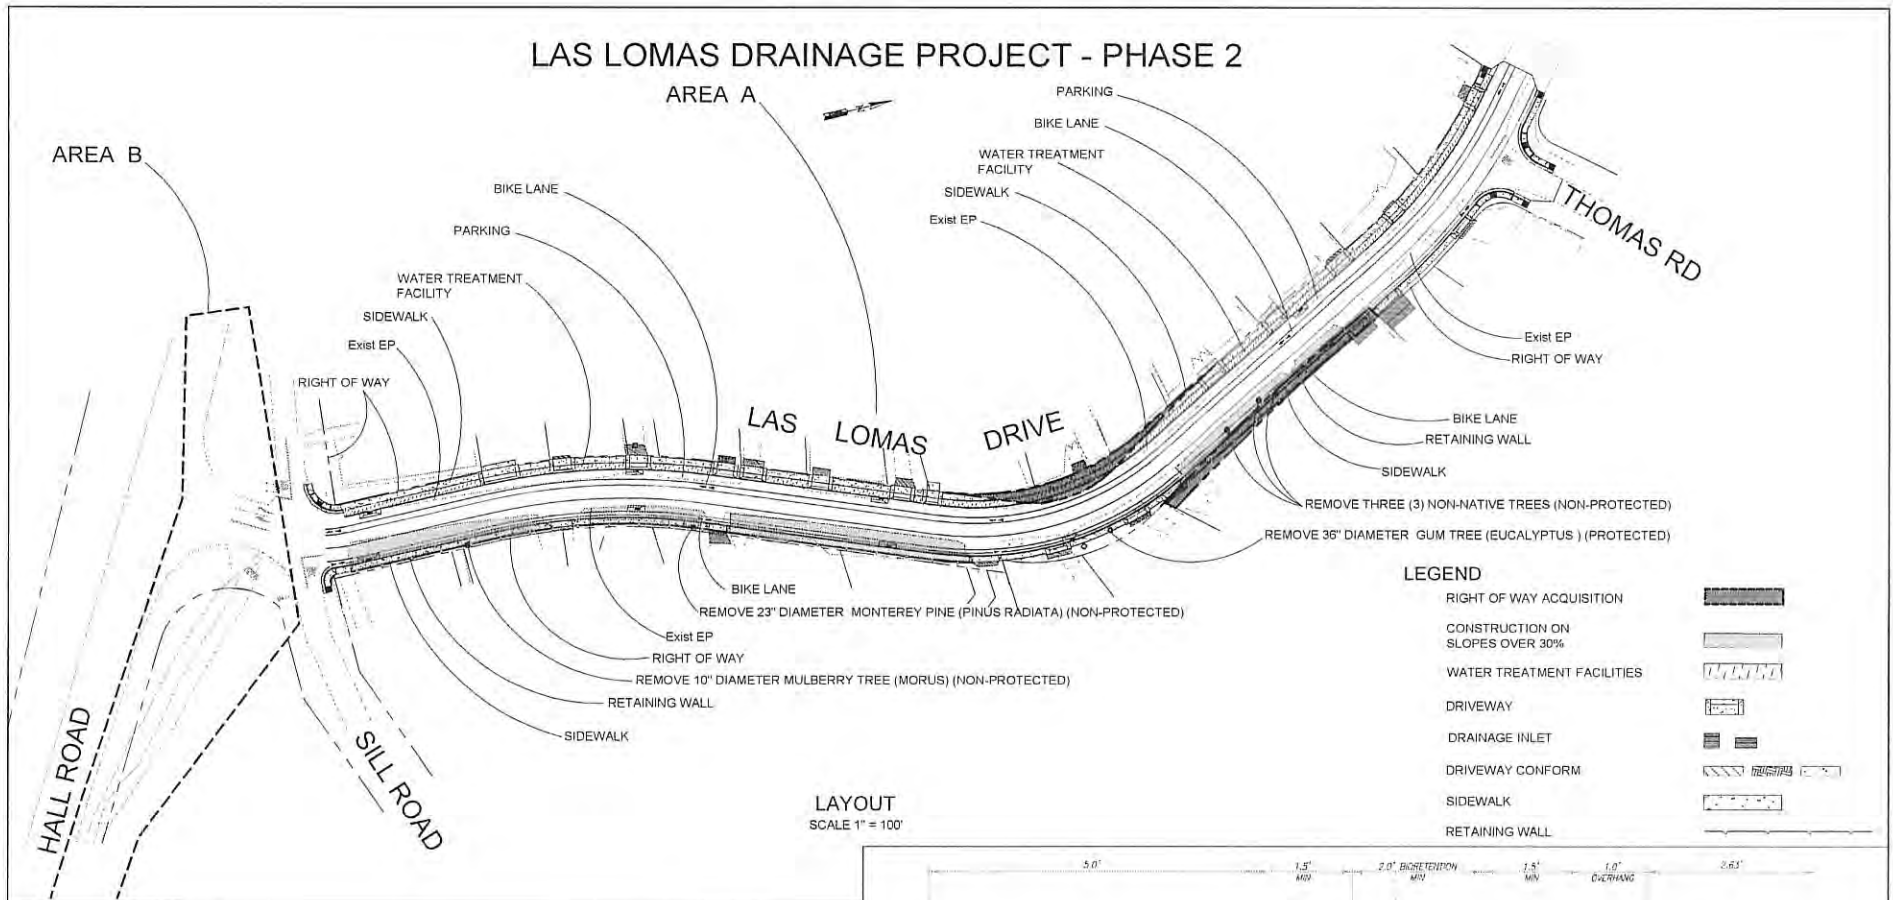 LAS LOMAS DRAINAGE PROJECT - PHASE 2
AREA A
AREA B
BIKE LANE
PARKING
WATER TREATMENT
FACILITY
SIDEWALK
Exist EP
RIGHT OF WAY
PARKING
BIKE LANE
WATER TREATMENT
FACILITY
SIDEWALK
Exist EP
THOMAS RD
LAS LOMAS DRIVE
Exist EP
RIGHT OF WAY
BIKE LANE
RETAINING WALL
SIDEWALK
REMOVE THREE (3) NON-NATIVE TREES (NON-PROTECTED)
REMOVE 36" DIAMETER GUM TREE (EUCALYPTUS ) (PROTECTED)
BIKE LANE
REMOVE 23" DIAMETER MONTEREY PINE (PINUS RADIATA) (NON-PROTECTED)
Exist EP
RIGHT OF WAY
REMOVE 10" DIAMETER MULBERRY TREE (MORUS) (NON-PROTECTED)
RETAINING WALL
SIDEWALK
HALL ROAD
SILL ROAD
LEGEND
RIGHT OF WAY ACQUISITION
CONSTRUCTION ON
SLOPES OVER 30%
WATER TREATMENT FACILITIES
DRIVEWAY
DRAINAGE INLET
DRIVEWAY CONFORM
SIDEWALK
RETAINING WALL
LAYOUT
SCALE 1" = 100'
5.0' 1.5' 2.0' BIORETENTION 1.5' 1.0' 2.63'
MIN MIN MIN OVERHANG